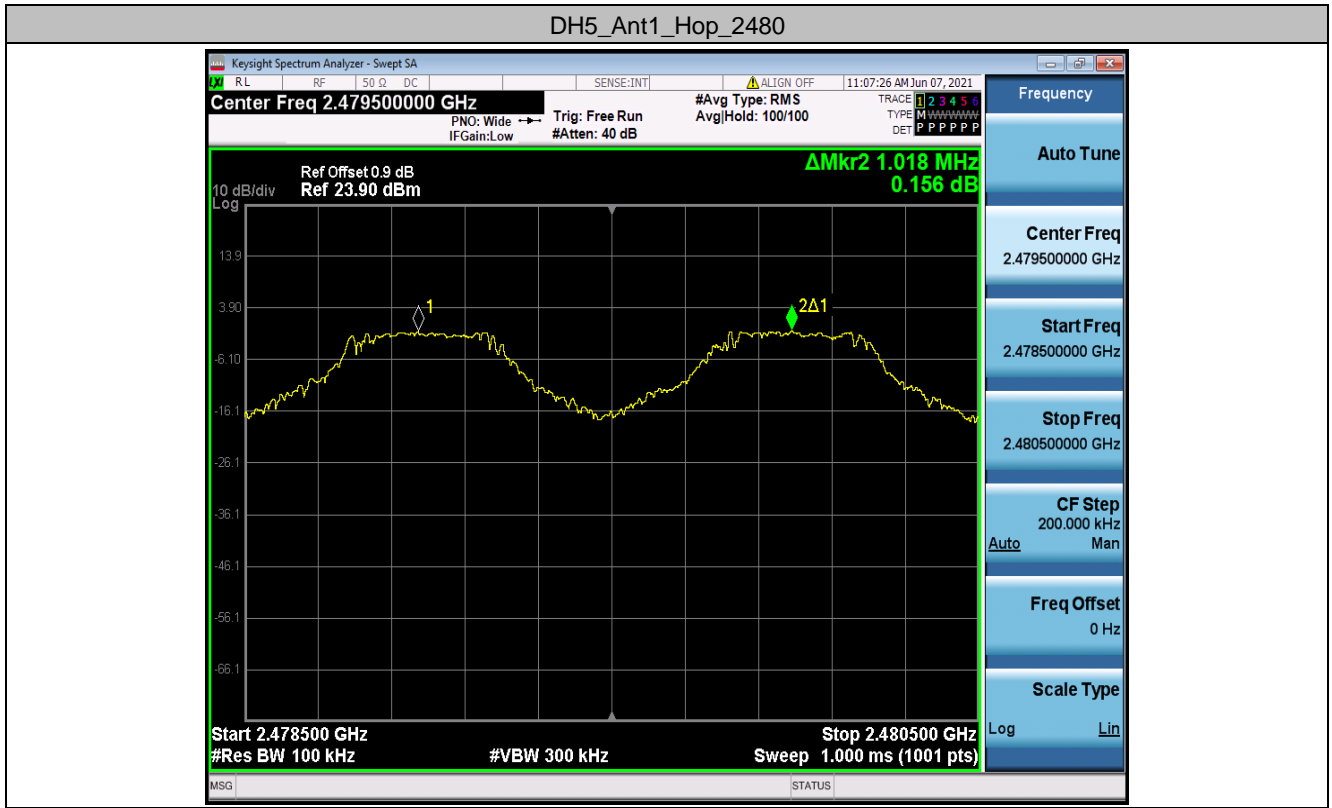 DH5_Ant1_Hop_2480
Keysight Spectrum Analyzer - Swept SA
LXI RL RF 50 Ω DC SENSE:INT ALIGN OFF 11:07:26 AM Jun 07, 2021
Center Freq 2.479500000 GHz
PNO: Wide
IFGain:Low
Trig: Free Run
#Atten: 40 dB
#Avg Type: RMS
Avg|Hold: 100/100
TRACE 1 2 3 4 5 6
TYPE M W W W W W
DET P P P P P P
Ref Offset 0.9 dB
10 dB/div Ref 23.90 dBm
Log
ΔMkr2 1.018 MHz
0.156 dB
13.9
3.90
-6.10
-16.1
-26.1
-36.1
-46.1
-56.1
-66.1
1
2Δ1
Start 2.478500 GHz Stop 2.480500 GHz
#Res BW 100 kHz #VBW 300 kHz Sweep 1.000 ms (1001 pts)
MSG STATUS
Frequency
Auto Tune
Center Freq
2.479500000 GHz
Start Freq
2.478500000 GHz
Stop Freq
2.480500000 GHz
CF Step
200.000 kHz
Auto Man
Freq Offset
0 Hz
Scale Type
Log Lin